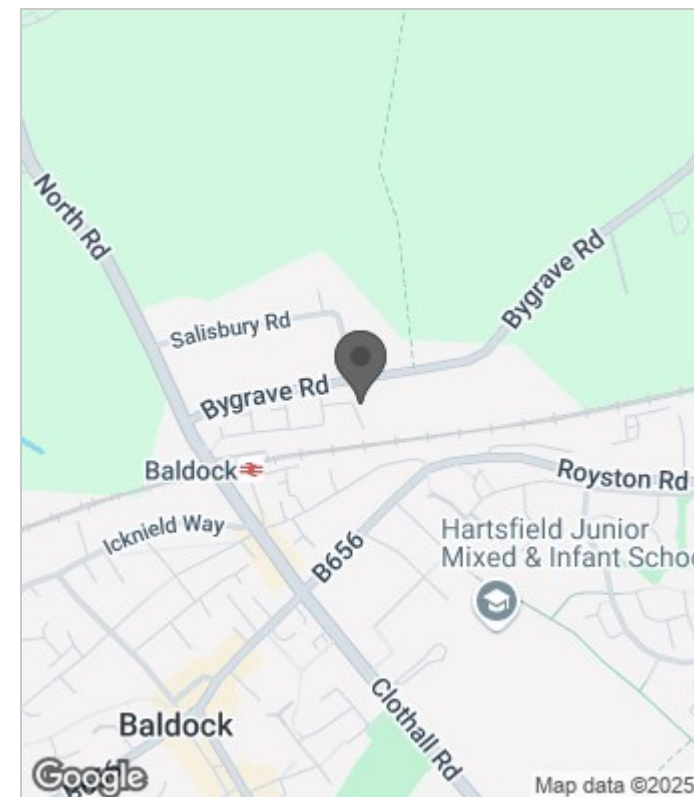 North Rd
Salisbury Rd
Bygrave Rd
Bygrave Rd
Baldock
Royston Rd
Icknield Way
Hartsfield Junior
Mixed & Infant Schoo
B656
Clothall Rd
Baldock
Google
Map data ©2025